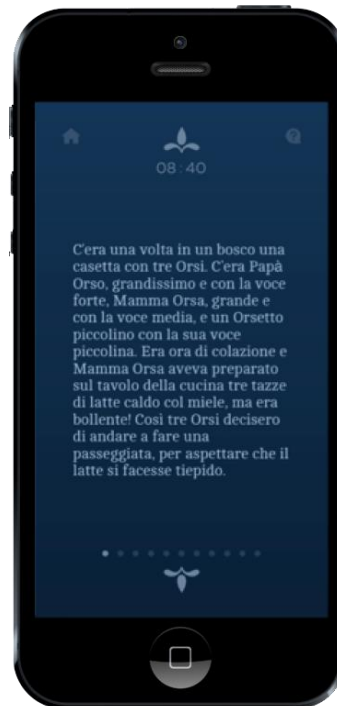 08:40
C'era una volta in un bosco una
casetta con tre Orsi. C'era Papà
Orso, grandissimo e con la voce
forte, Mamma Orsa, grande e
con la voce media, e un Orsetto
piccolino con la sua voce
piccolina. Era ora di colazione e
Mamma Orsa aveva preparato
sul tavolo della cucina tre tazze
di latte caldo col miele, ma era
bollente! Così tre Orsi decisero
di andare a fare una
passeggiata, per aspettare che il
latte si facesse tiepido.